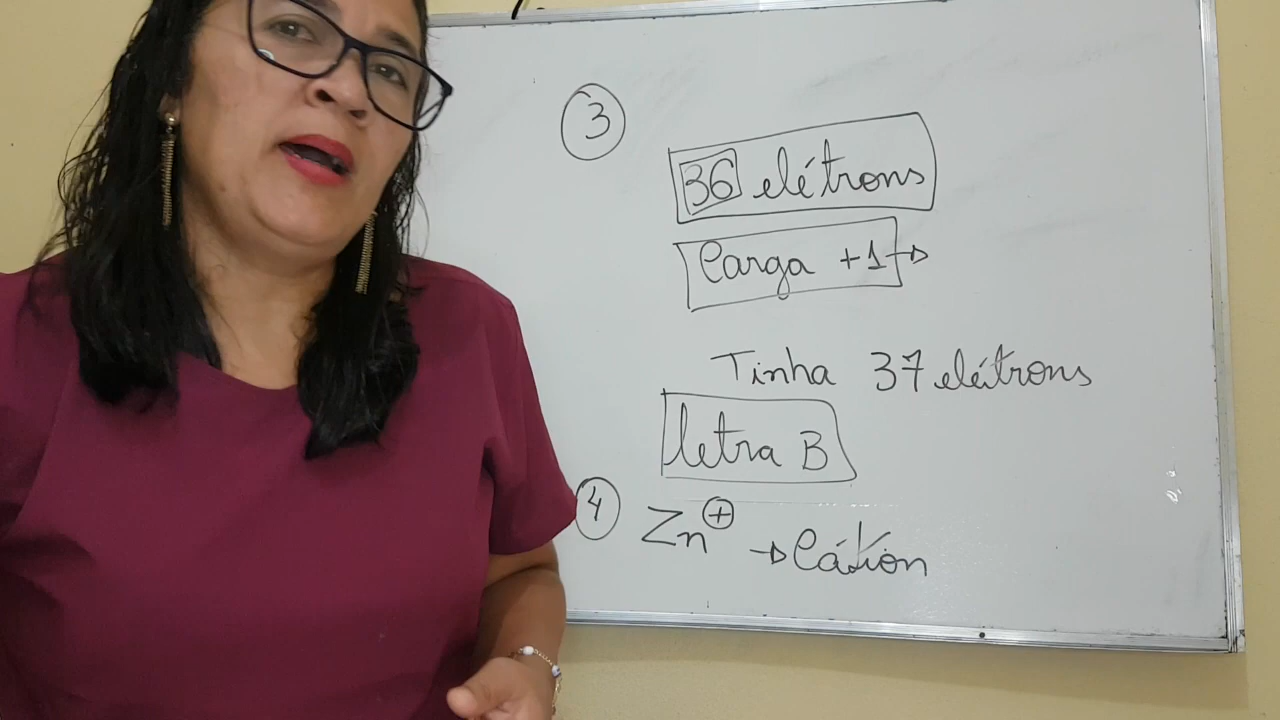 3
36 elétrons
Carga +1→
Tinha 37 elétrons
letra B
4 Zn⁺ → Cátion